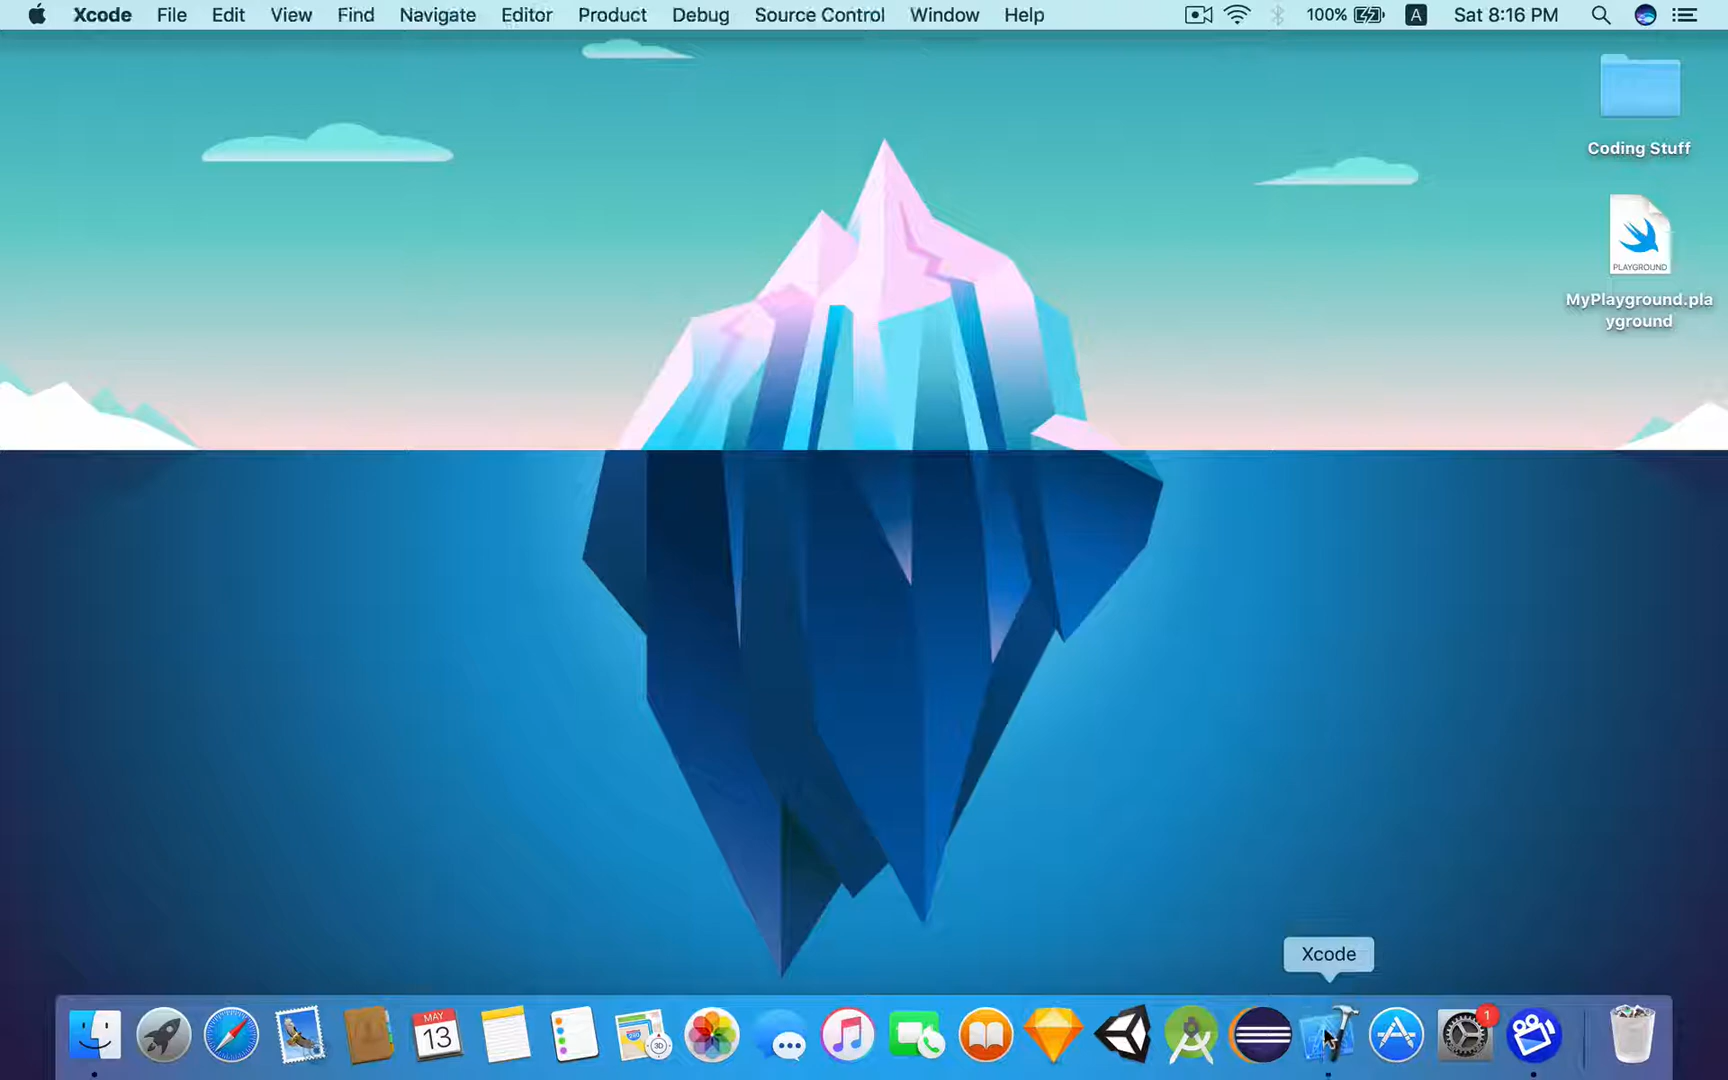 Xcode File Edit View Find Navigate Editor Product Debug Source Control Window Help 100% A Sat 8:16 PM
Coding Stuff
PLAYGROUND
MyPlayground.pla
yground
Xcode
MAY
13
3D
1